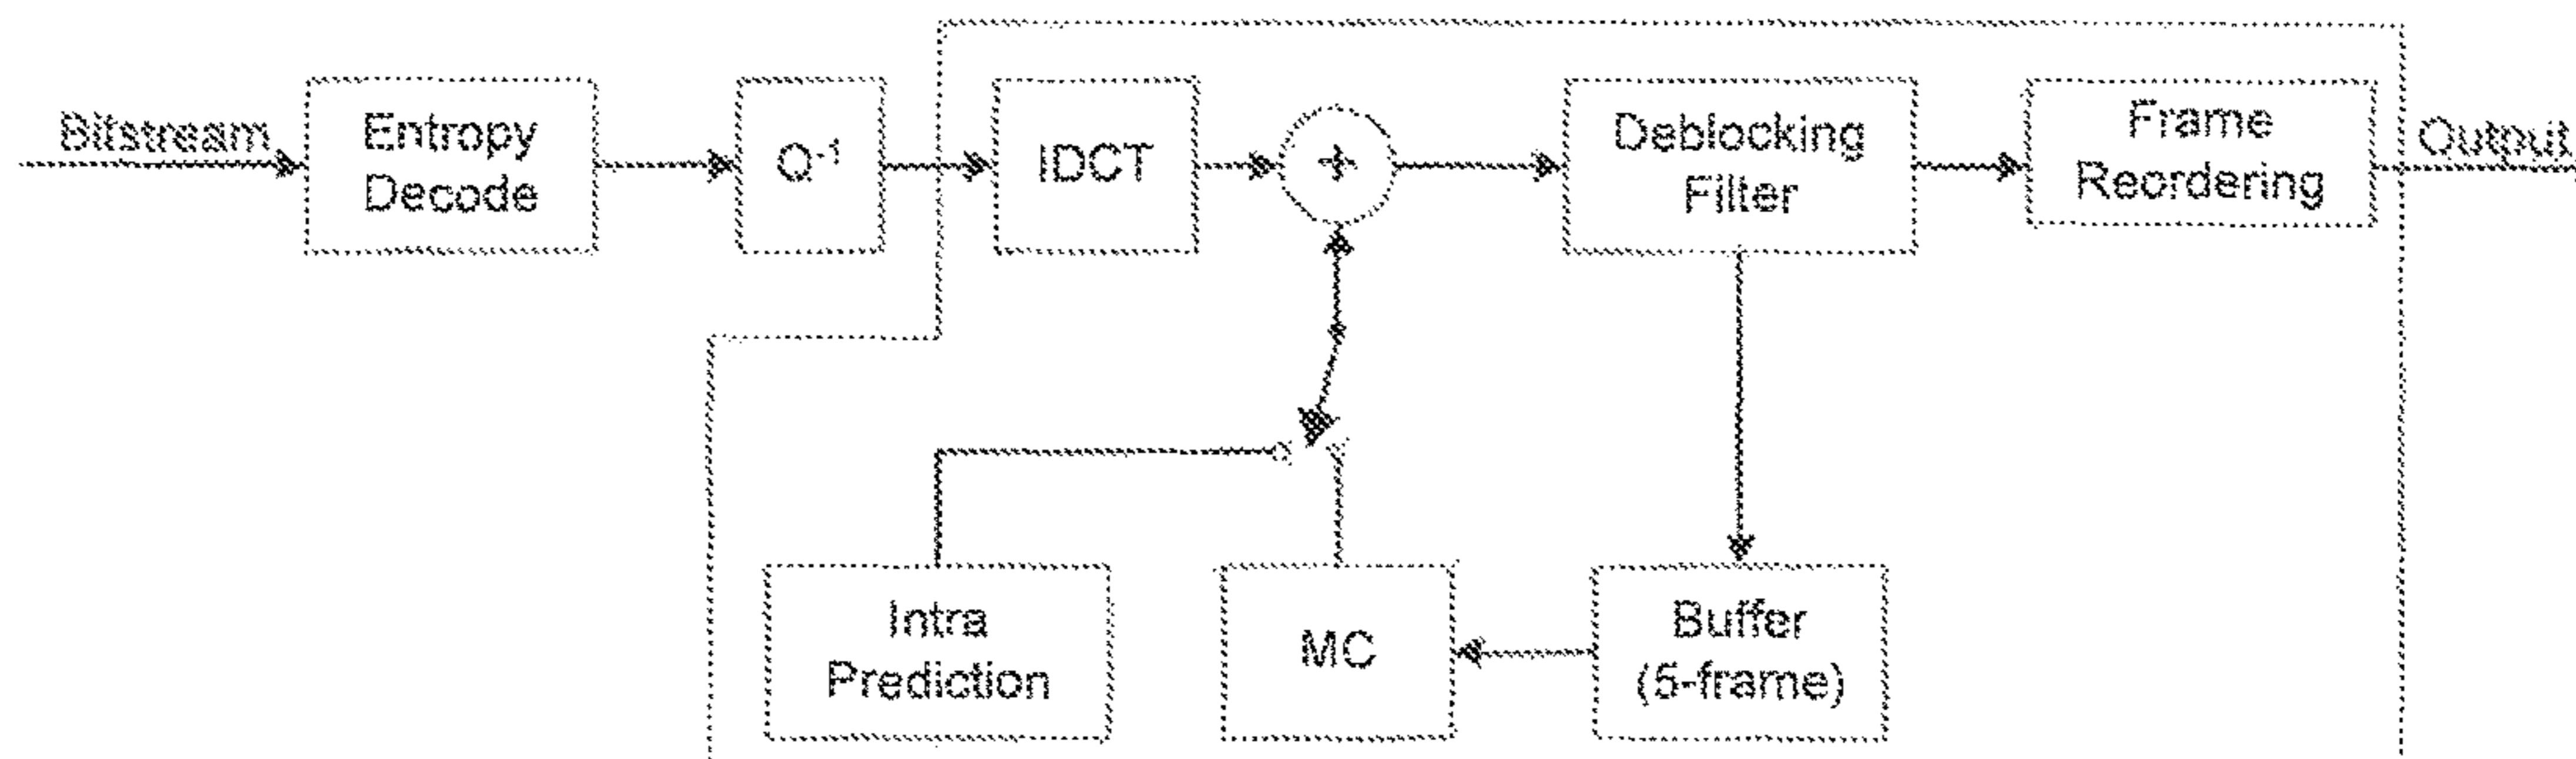 Bitstream
Entropy
Decode
Q-1
IDCT
+
Deblocking
Filter
Frame
Reordering
Output
Intra
Prediction
MC
Buffer
(5-frame)